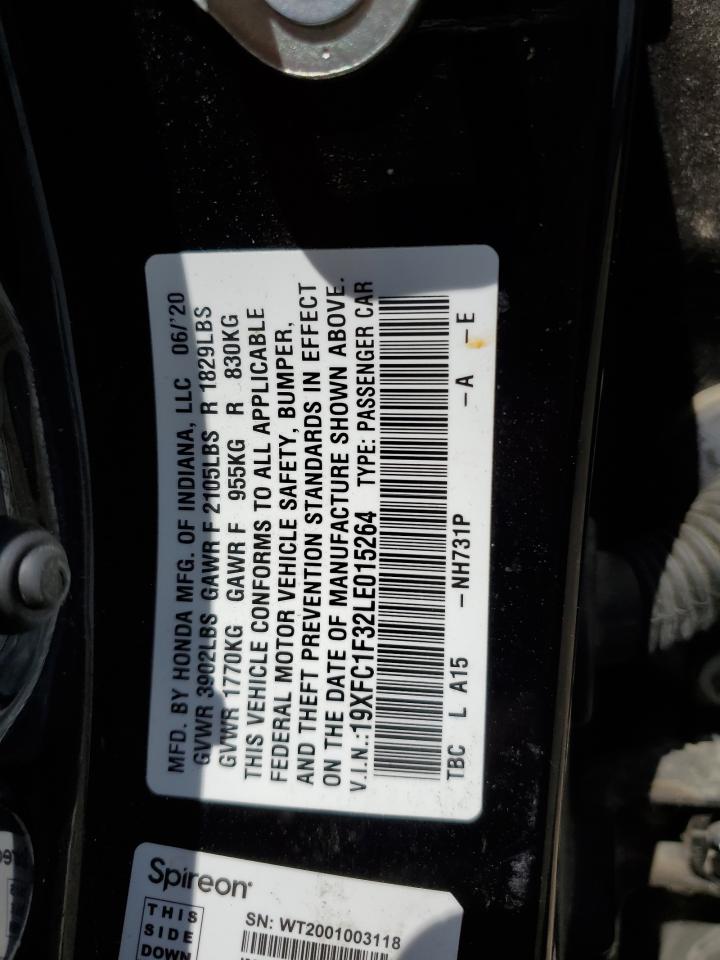 MFD. BY HONDA MFG. OF INDIANA, LLC 06/'20
GVWR 3902LBS GAWR F 2105LBS R 1829LBS
GVWR 1770KG GAWR F 955KG R 830KG
THIS VEHICLE CONFORMS TO ALL APPLICABLE
FEDERAL MOTOR VEHICLE SAFETY, BUMPER,
AND THEFT PREVENTION STANDARDS IN EFFECT
ON THE DATE OF MANUFACTURE SHOWN ABOVE.
V.I.N.:19XFC1F32LE015264 TYPE: PASSENGER CAR
TBC L A15 -NH731P -A -E
Spireon
THIS
SIDE
DOWN
SN: WT2001003118